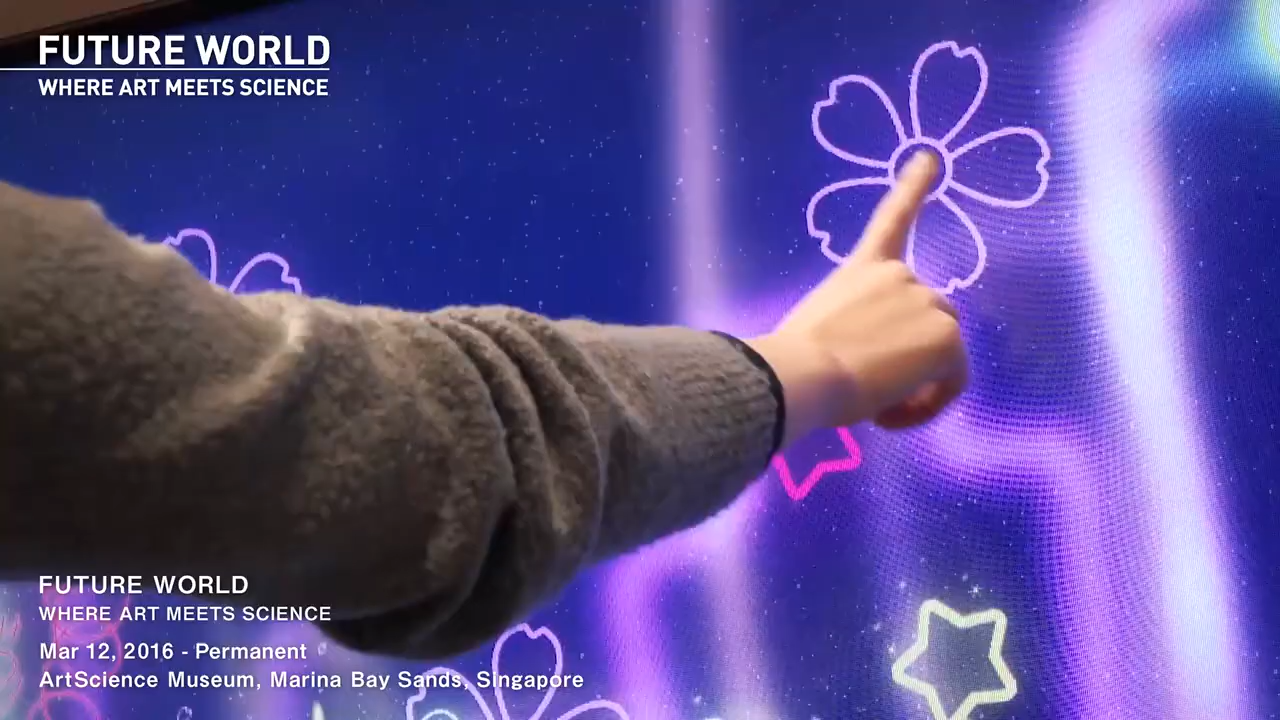 FUTURE WORLD
WHERE ART MEETS SCIENCE
FUTURE WORLD
WHERE ART MEETS SCIENCE
Mar 12, 2016 - Permanent
ArtScience Museum, Marina Bay Sands, Singapore